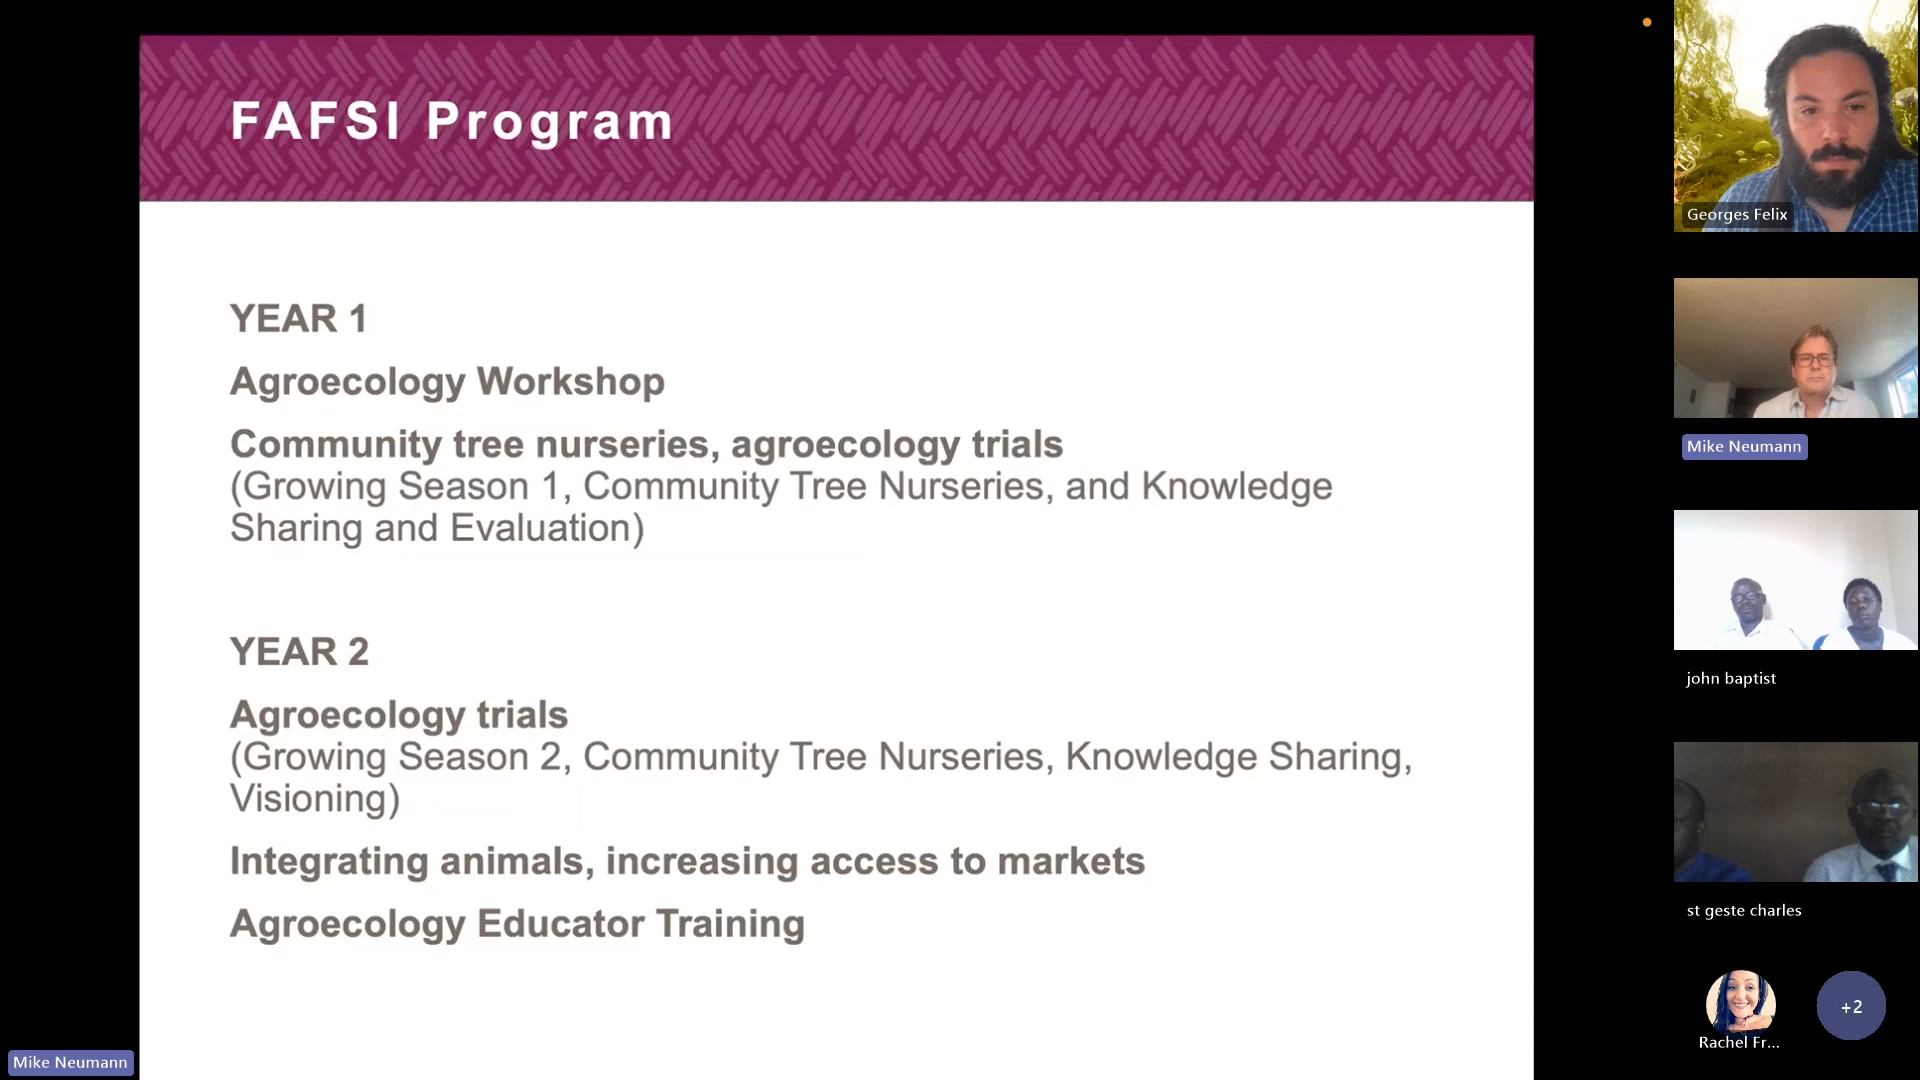 FAFSI Program
YEAR 1
Agroecology Workshop
Community tree nurseries, agroecology trials
(Growing Season 1, Community Tree Nurseries, and Knowledge
Sharing and Evaluation)
YEAR 2
Agroecology trials
(Growing Season 2, Community Tree Nurseries, Knowledge Sharing,
Visioning)
Integrating animals, increasing access to markets
Agroecology Educator Training
Mike Neumann
Georges Felix
Mike Neumann
john baptist
st geste charles
Rachel Fr...
+2